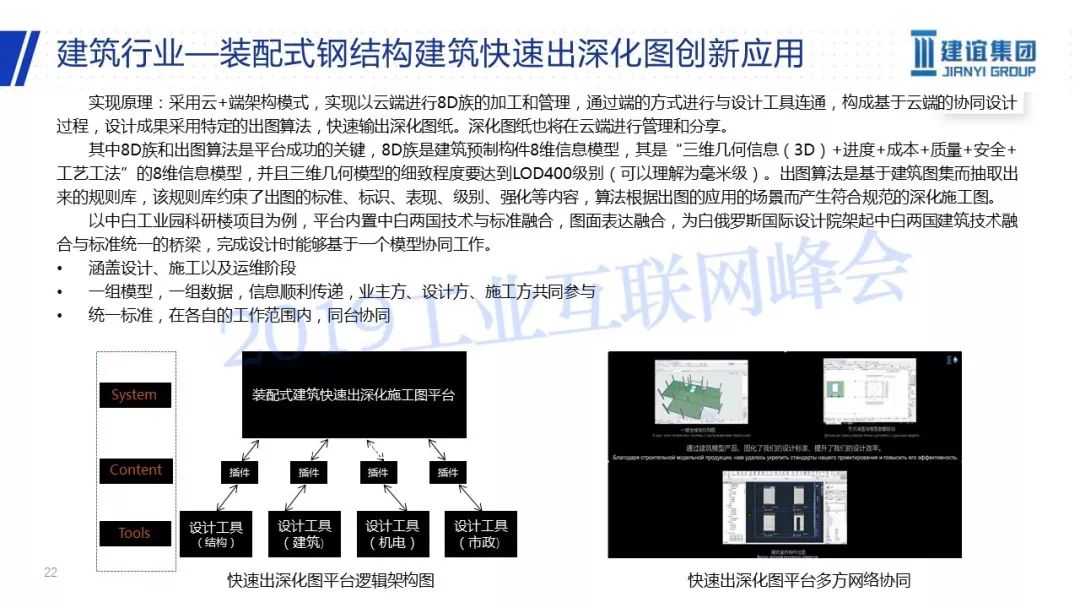 建筑行业—装配式钢结构建筑快速出深化图创新应用
建谊集团
JIANYI GROUP
实现原理：采用云+端架构模式，实现以云端进行8D族的加工和管理，通过端的方式进行与设计工具连通，构成基于云端的协同设计
过程，设计成果采用特定的出图算法，快速输出深化图纸。深化图纸也将在云端进行管理和分享。
其中8D族和出图算法是平台成功的关键，8D族是建筑预制构件8维信息模型，其是“三维几何信息（3D）+进度+成本+质量+安全+
工艺工法”的8维信息模型，并且三维几何模型的细致程度要达到LOD400级别（可以理解为毫米级）。出图算法是基于建筑图集而抽取出
来的规则库，该规则库约束了出图的标准、标识、表现、级别、强化等内容，算法根据出图的应用的场景而产生符合规范的深化施工图。
以中白工业园科研楼项目为例，平台内置中白两国技术与标准融合，图面表达融合，为白俄罗斯国际设计院架起中白两国建筑技术融
合与标准统一的桥梁，完成设计时能够基于一个模型协同工作。
• 涵盖设计、施工以及运维阶段
• 一组模型，一组数据，信息顺利传递，业主方、设计方、施工方共同参与
• 统一标准，在各自的工作范围内，同台协同
2019工业互联网峰会
System
Content
Tools
装配式建筑快速出深化施工图平台
插件
插件
插件
插件
设计工具
（结构）
设计工具
（建筑）
设计工具
（机电）
设计工具
（市政）
通过建筑模型产品，固化了我们的设计标准，提升了我们的设计效率。
Благодаря строительной модельной продукции, нам удалось укрепить стандарты нашего проектирования и повысить его эффективность.
快速出深化图平台逻辑架构图
快速出深化图平台多方网络协同
22